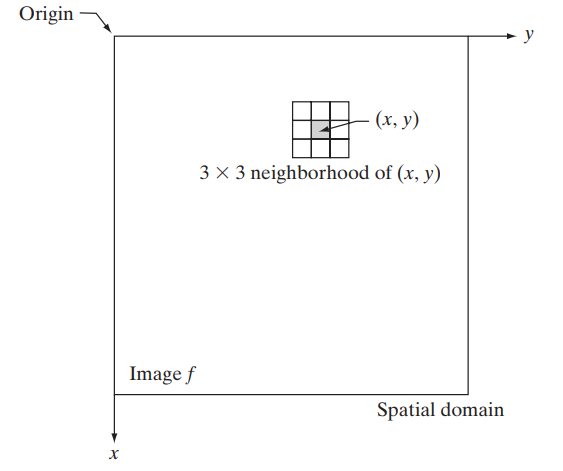 Origin
y
(x, y)
3 × 3 neighborhood of (x, y)
Image f
Spatial domain
x